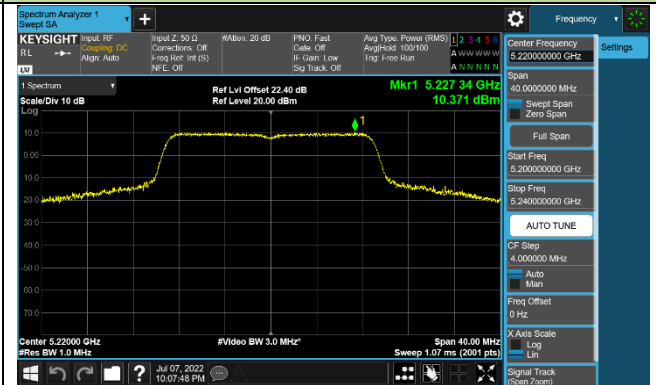 Spectrum Analyzer 1
Swept SA
+
Frequency
KEYSIGHT
RL
Input: RF
Coupling: DC
Align: Auto
Input Z: 50 Ω
Corrections: Off
Freq Ref: Int (S)
NFE: Off
#Atten: 20 dB
PNO: Fast
Gate: Off
IF Gain: Low
Sig Track: Off
Avg Type: Power (RMS)
Avg|Hold: 100/100
Trig: Free Run
1 2 3 4 5 6
A W W W W W
A N N N N N
LXI
1 Spectrum
Scale/Div 10 dB
Log
Ref Lvl Offset 22.40 dB
Ref Level 20.00 dBm
Mkr1 5.227 34 GHz
10.371 dBm
1
10.0
0.00
-10.0
-20.0
-30.0
-40.0
-50.0
-60.0
-70.0
Center 5.22000 GHz
#Res BW 1.0 MHz
#Video BW 3.0 MHz*
Span 40.00 MHz
Sweep 1.07 ms (2001 pts)
Jul 07, 2022
10:07:48 PM
Settings
Center Frequency
5.220000000 GHz
Span
40.0000000 MHz
Swept Span
Zero Span
Full Span
Start Freq
5.200000000 GHz
Stop Freq
5.240000000 GHz
AUTO TUNE
CF Step
4.000000 MHz
Auto
Man
Freq Offset
0 Hz
X Axis Scale
Log
Lin
Signal Track
(Span Zoom)